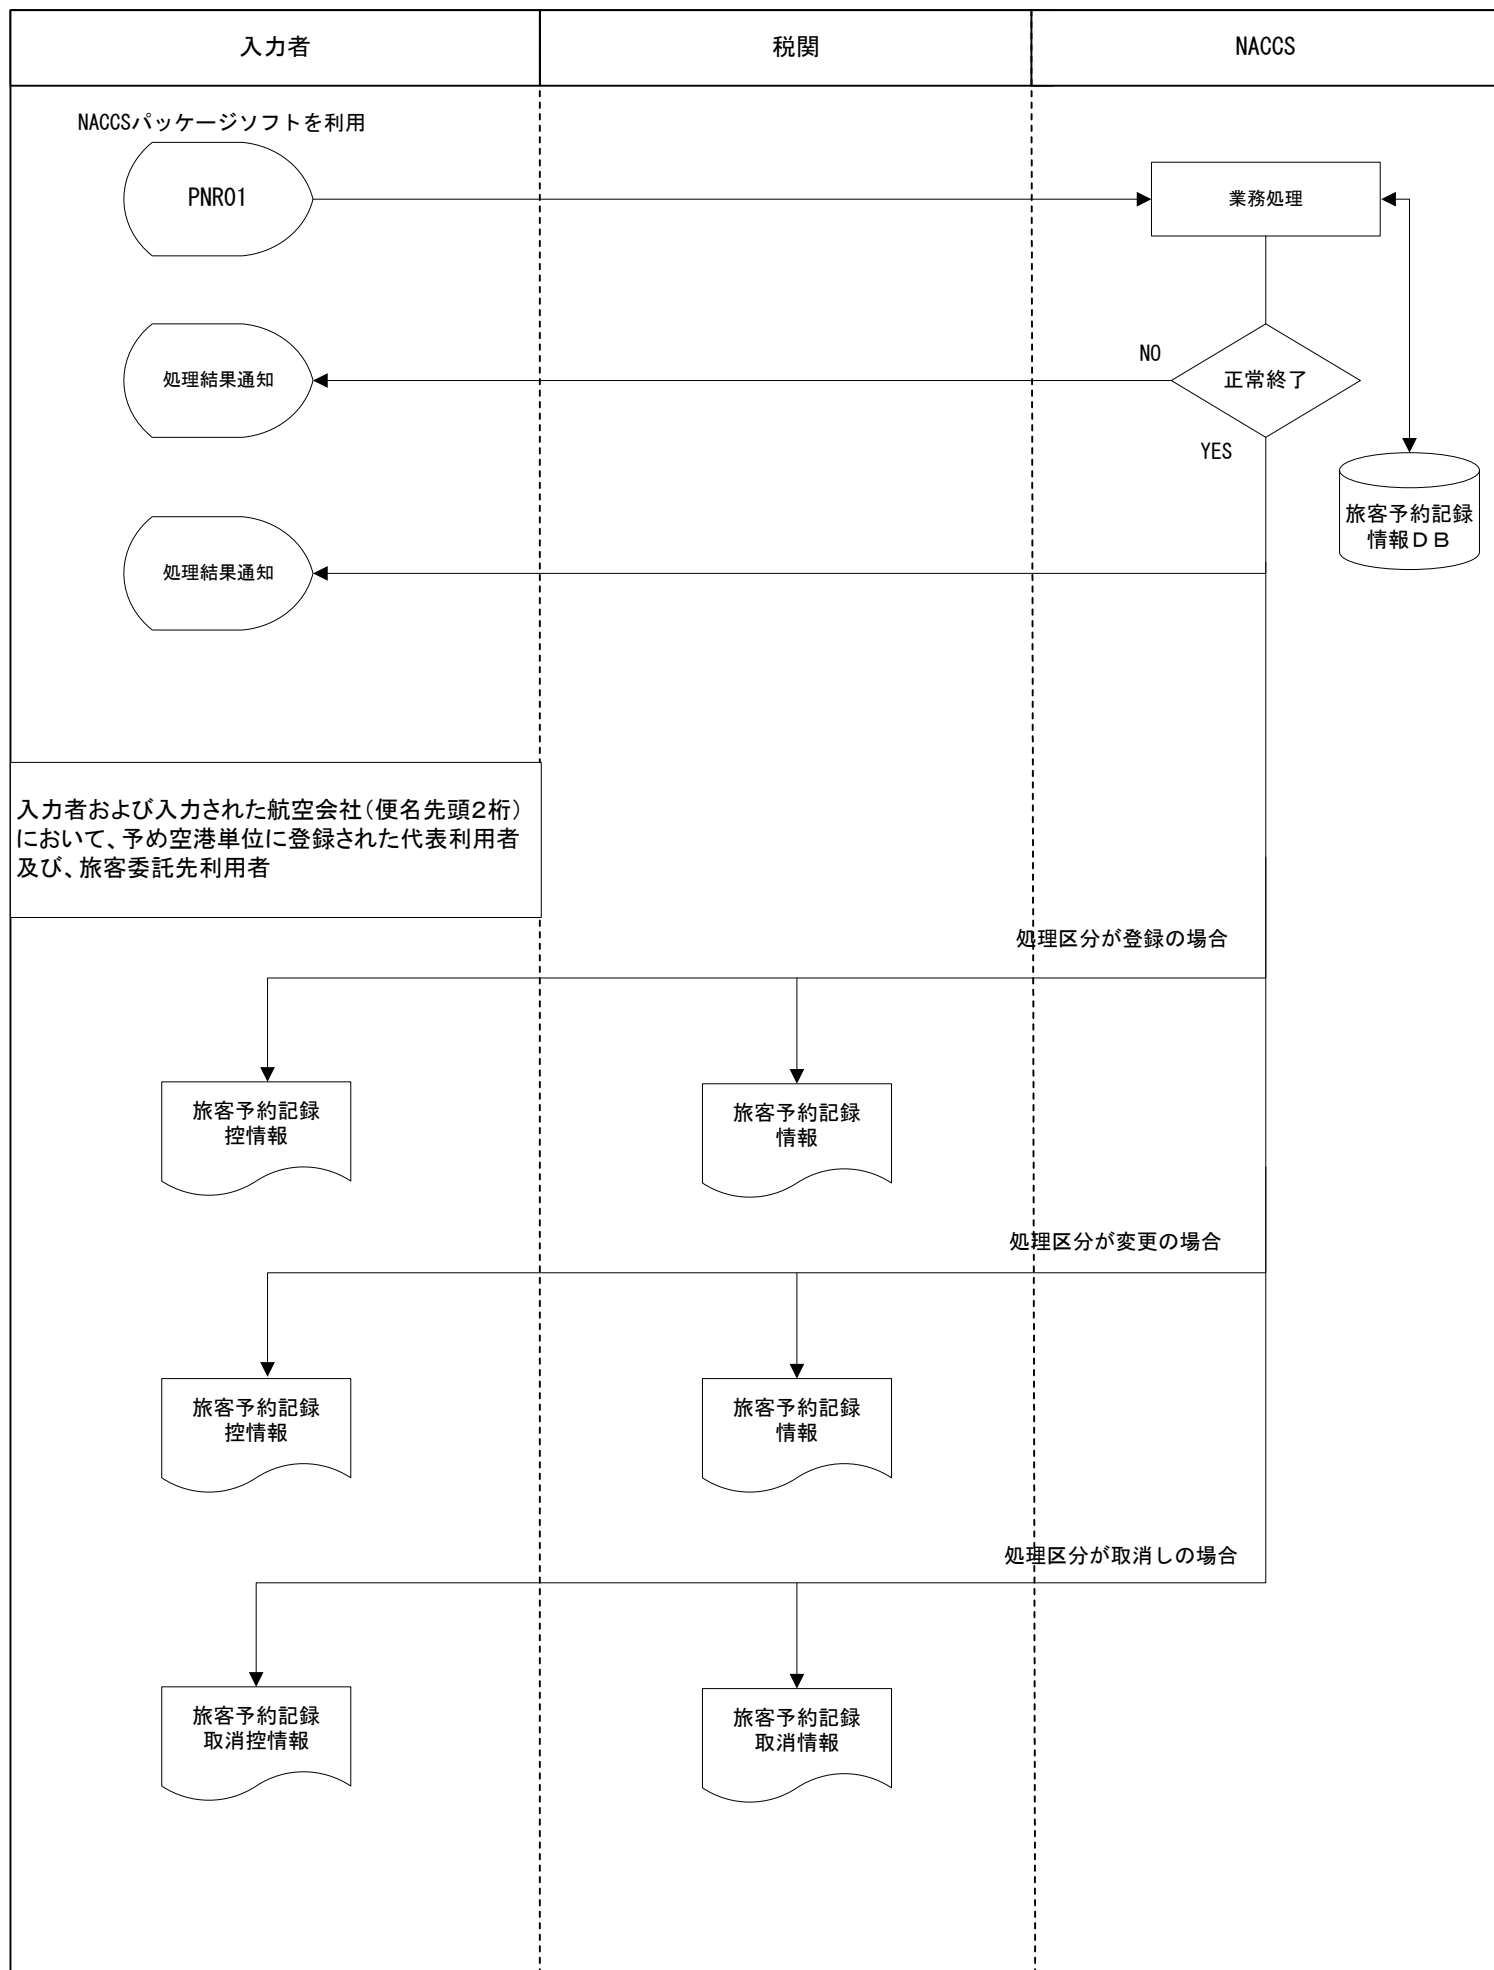 入力者
税関
NACCS
NACCSパッケージソフトを利用
PNR01
業務処理
処理結果通知
NO
正常終了
YES
旅客予約記録
情報ＤＢ
処理結果通知
入力者および入力された航空会社（便名先頭２桁）
において、予め空港単位に登録された代表利用者
及び、旅客委託先利用者
処理区分が登録の場合
旅客予約記録
控情報
旅客予約記録
情報
処理区分が変更の場合
旅客予約記録
控情報
旅客予約記録
情報
処理区分が取消しの場合
旅客予約記録
取消控情報
旅客予約記録
取消情報